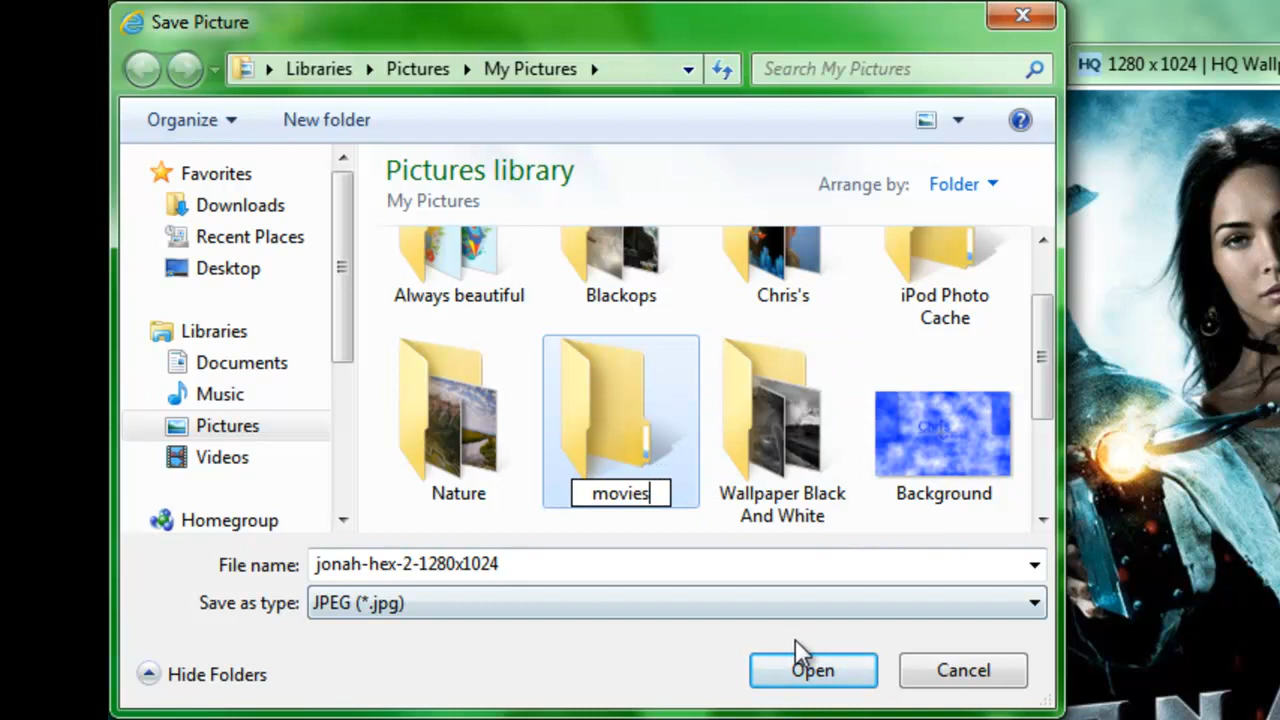 Save Picture
Libraries Pictures My Pictures
Search My Pictures
HQ 1280 x 1024 | HQ Wallp
Organize
New folder
Pictures library
My Pictures
Arrange by: Folder
Favorites
Downloads
Recent Places
Desktop
Libraries
Documents
Music
Pictures
Videos
Homegroup
Always beautiful
Blackops
Chris's
iPod Photo
Cache
Nature
movies
Wallpaper Black
And White
Chris
Background
File name: jonah-hex-2-1280x1024
Save as type: JPEG (*.jpg)
Hide Folders
Open
Cancel